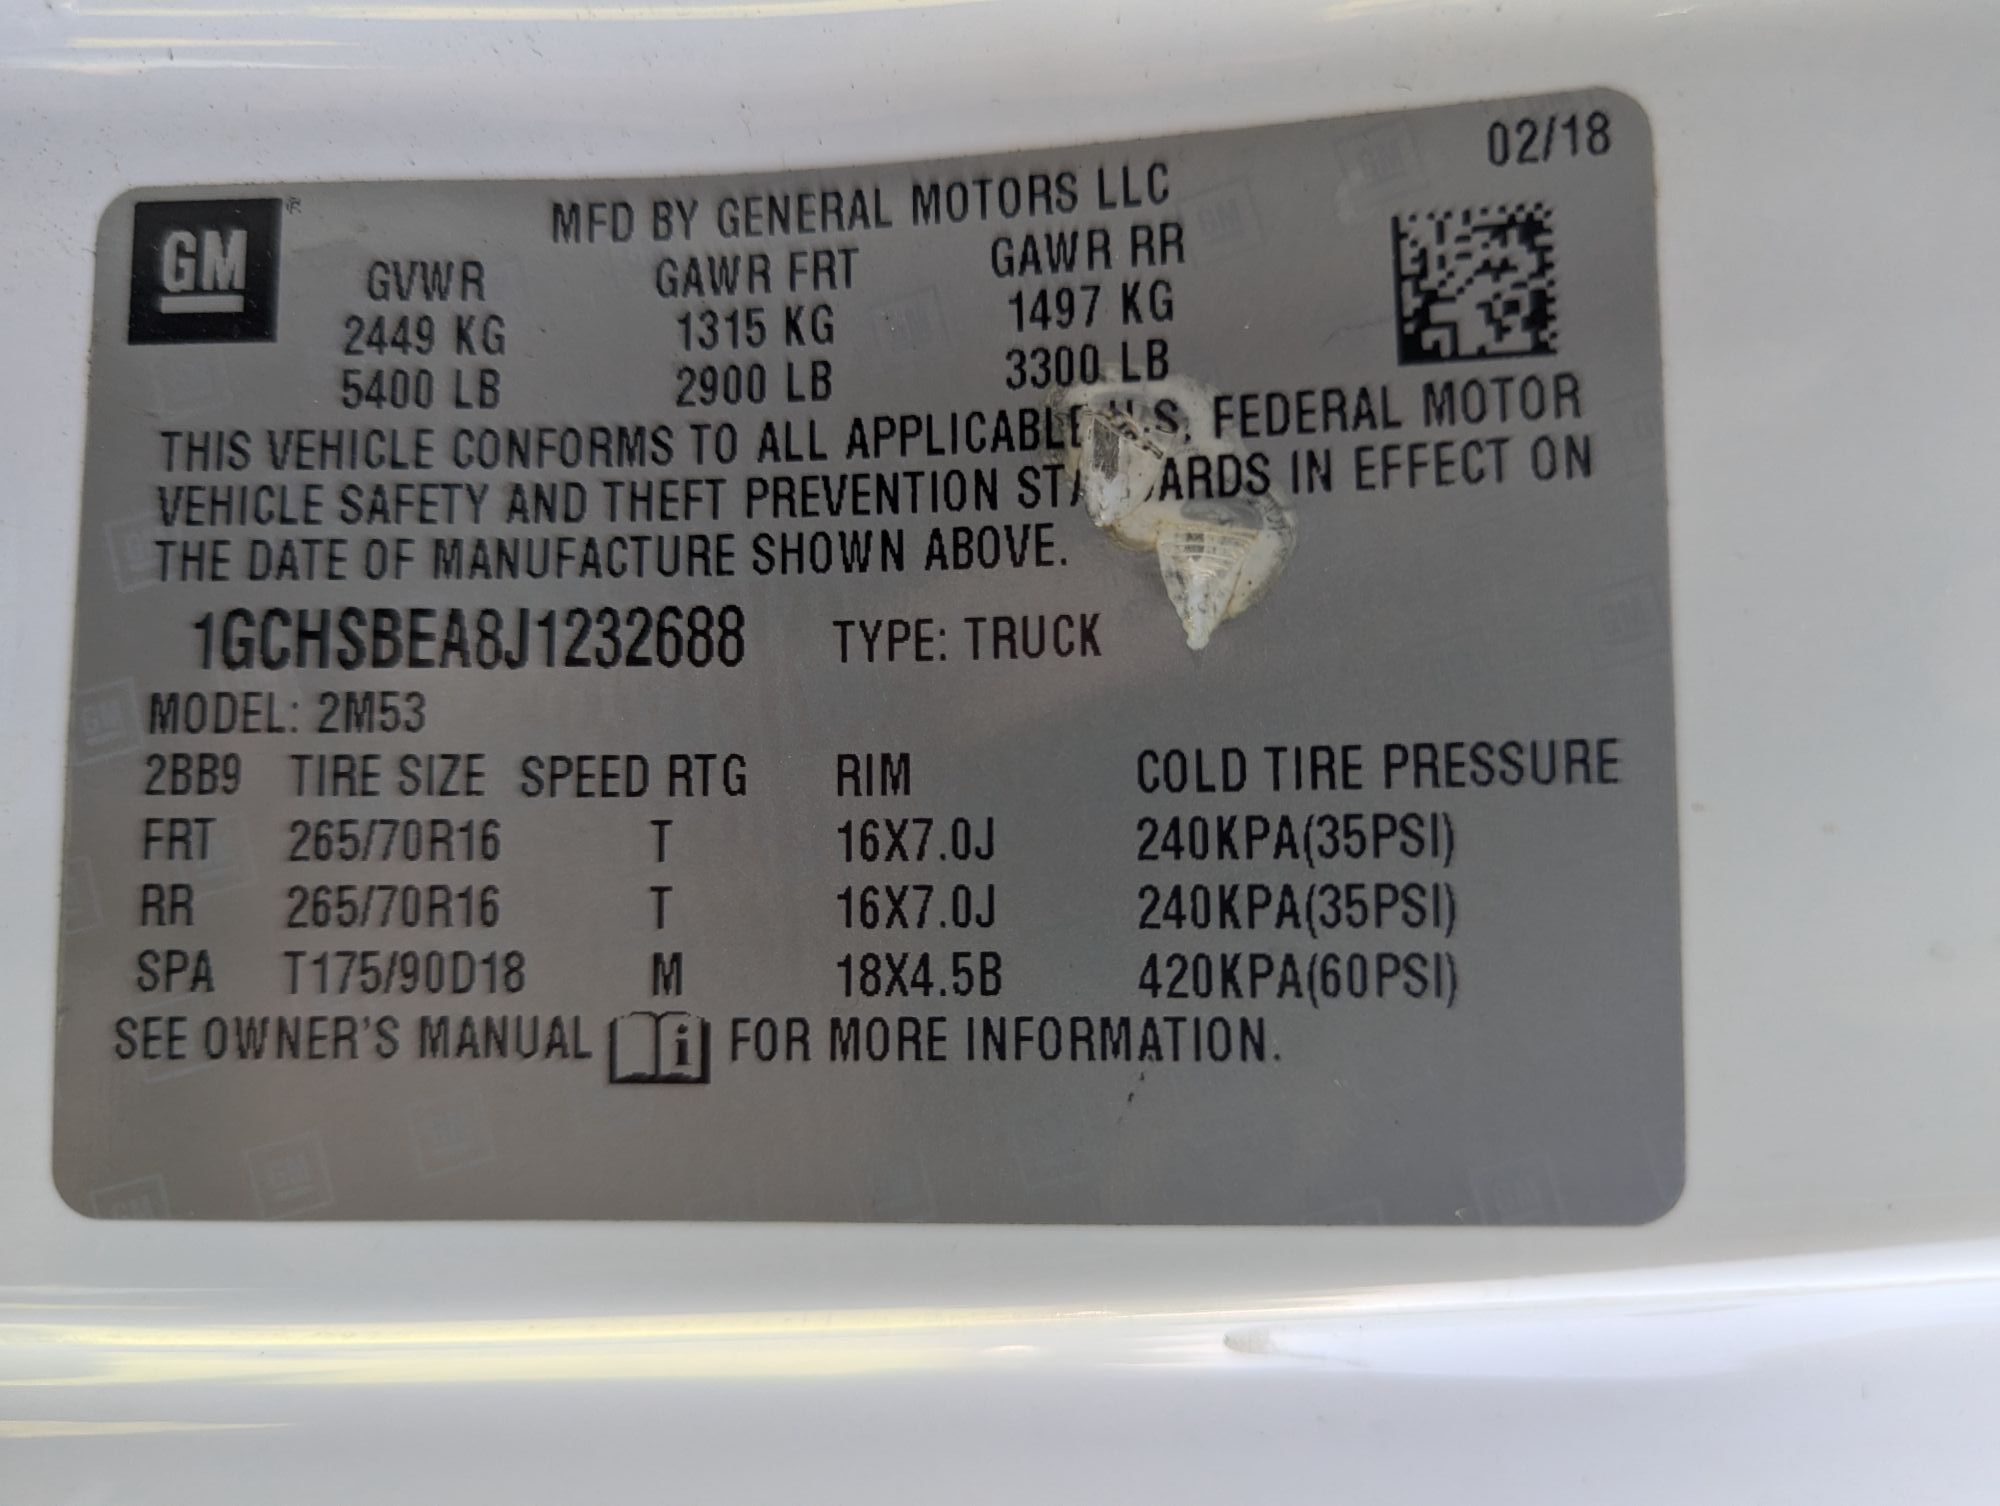 02/18
GM ®
MFD BY GENERAL MOTORS LLC
GVWR GAWR FRT GAWR RR
2449 KG 1315 KG 1497 KG
5400 LB 2900 LB 3300 LB
THIS VEHICLE CONFORMS TO ALL APPLICABLE U.S. FEDERAL MOTOR
VEHICLE SAFETY AND THEFT PREVENTION IN EFFECT ON
THE DATE OF MANUFACTURE SHOWN ABOVE.
1GCHSBEA8J1232688 TYPE: TRUCK
MODEL: 2M53
2BB9 TIRE SIZE SPEED RTG RIM COLD TIRE PRESSURE
FRT 265/70R16 T 16X7.0J 240KPA(35PSI)
RR 265/70R16 T 16X7.0J 240KPA(35PSI)
SPA T175/90D18 M 18X4.5B 420KPA(60PSI)
SEE OWNER'S MANUAL i FOR MORE INFORMATION.